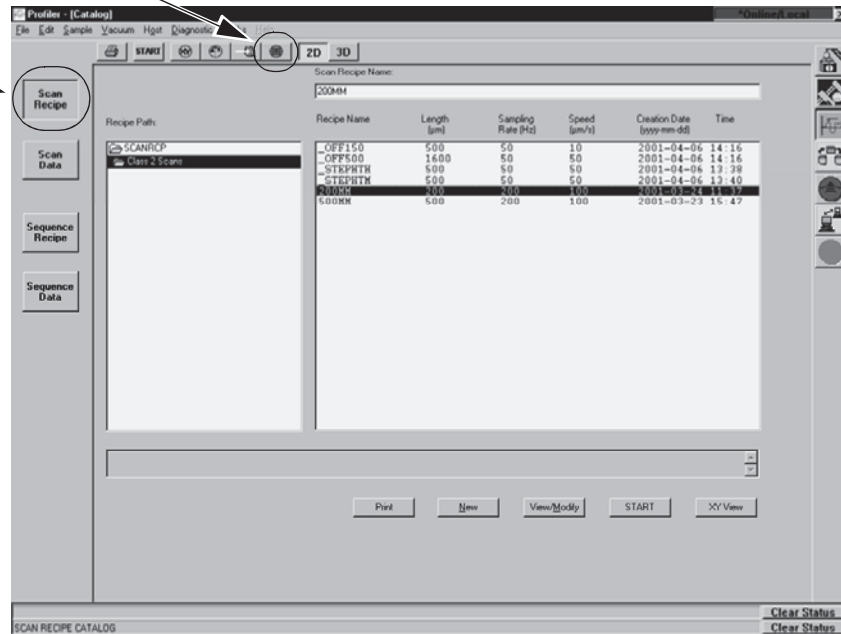 Profiler - [Catalog]
*Online/Local
File Edit Sample Vacuum Host Diagnostic
START HV 2D 3D
Scan Recipe Name:
200MM
Scan
Recipe
Scan
Data
Sequence
Recipe
Sequence
Data
Recipe Path:
SCANRCP
Class 2 Scans
Recipe Name Length (µm) Sampling Rate (Hz) Speed (µm/s) Creation Date (yyyy-mm-dd) Time
_OFF150 500 50 10 2001-04-06 14:16
_OFF500 1600 50 50 2001-04-06 14:16
_STEPHTH 500 50 50 2001-04-06 13:38
_STEPHTM 500 50 50 2001-04-06 13:40
200MM 200 200 100 2001-03-24 11:37
500MM 500 200 100 2001-03-23 15:47
Print New View/Modify START XY View
Clear Status
SCAN RECIPE CATALOG
Clear Status